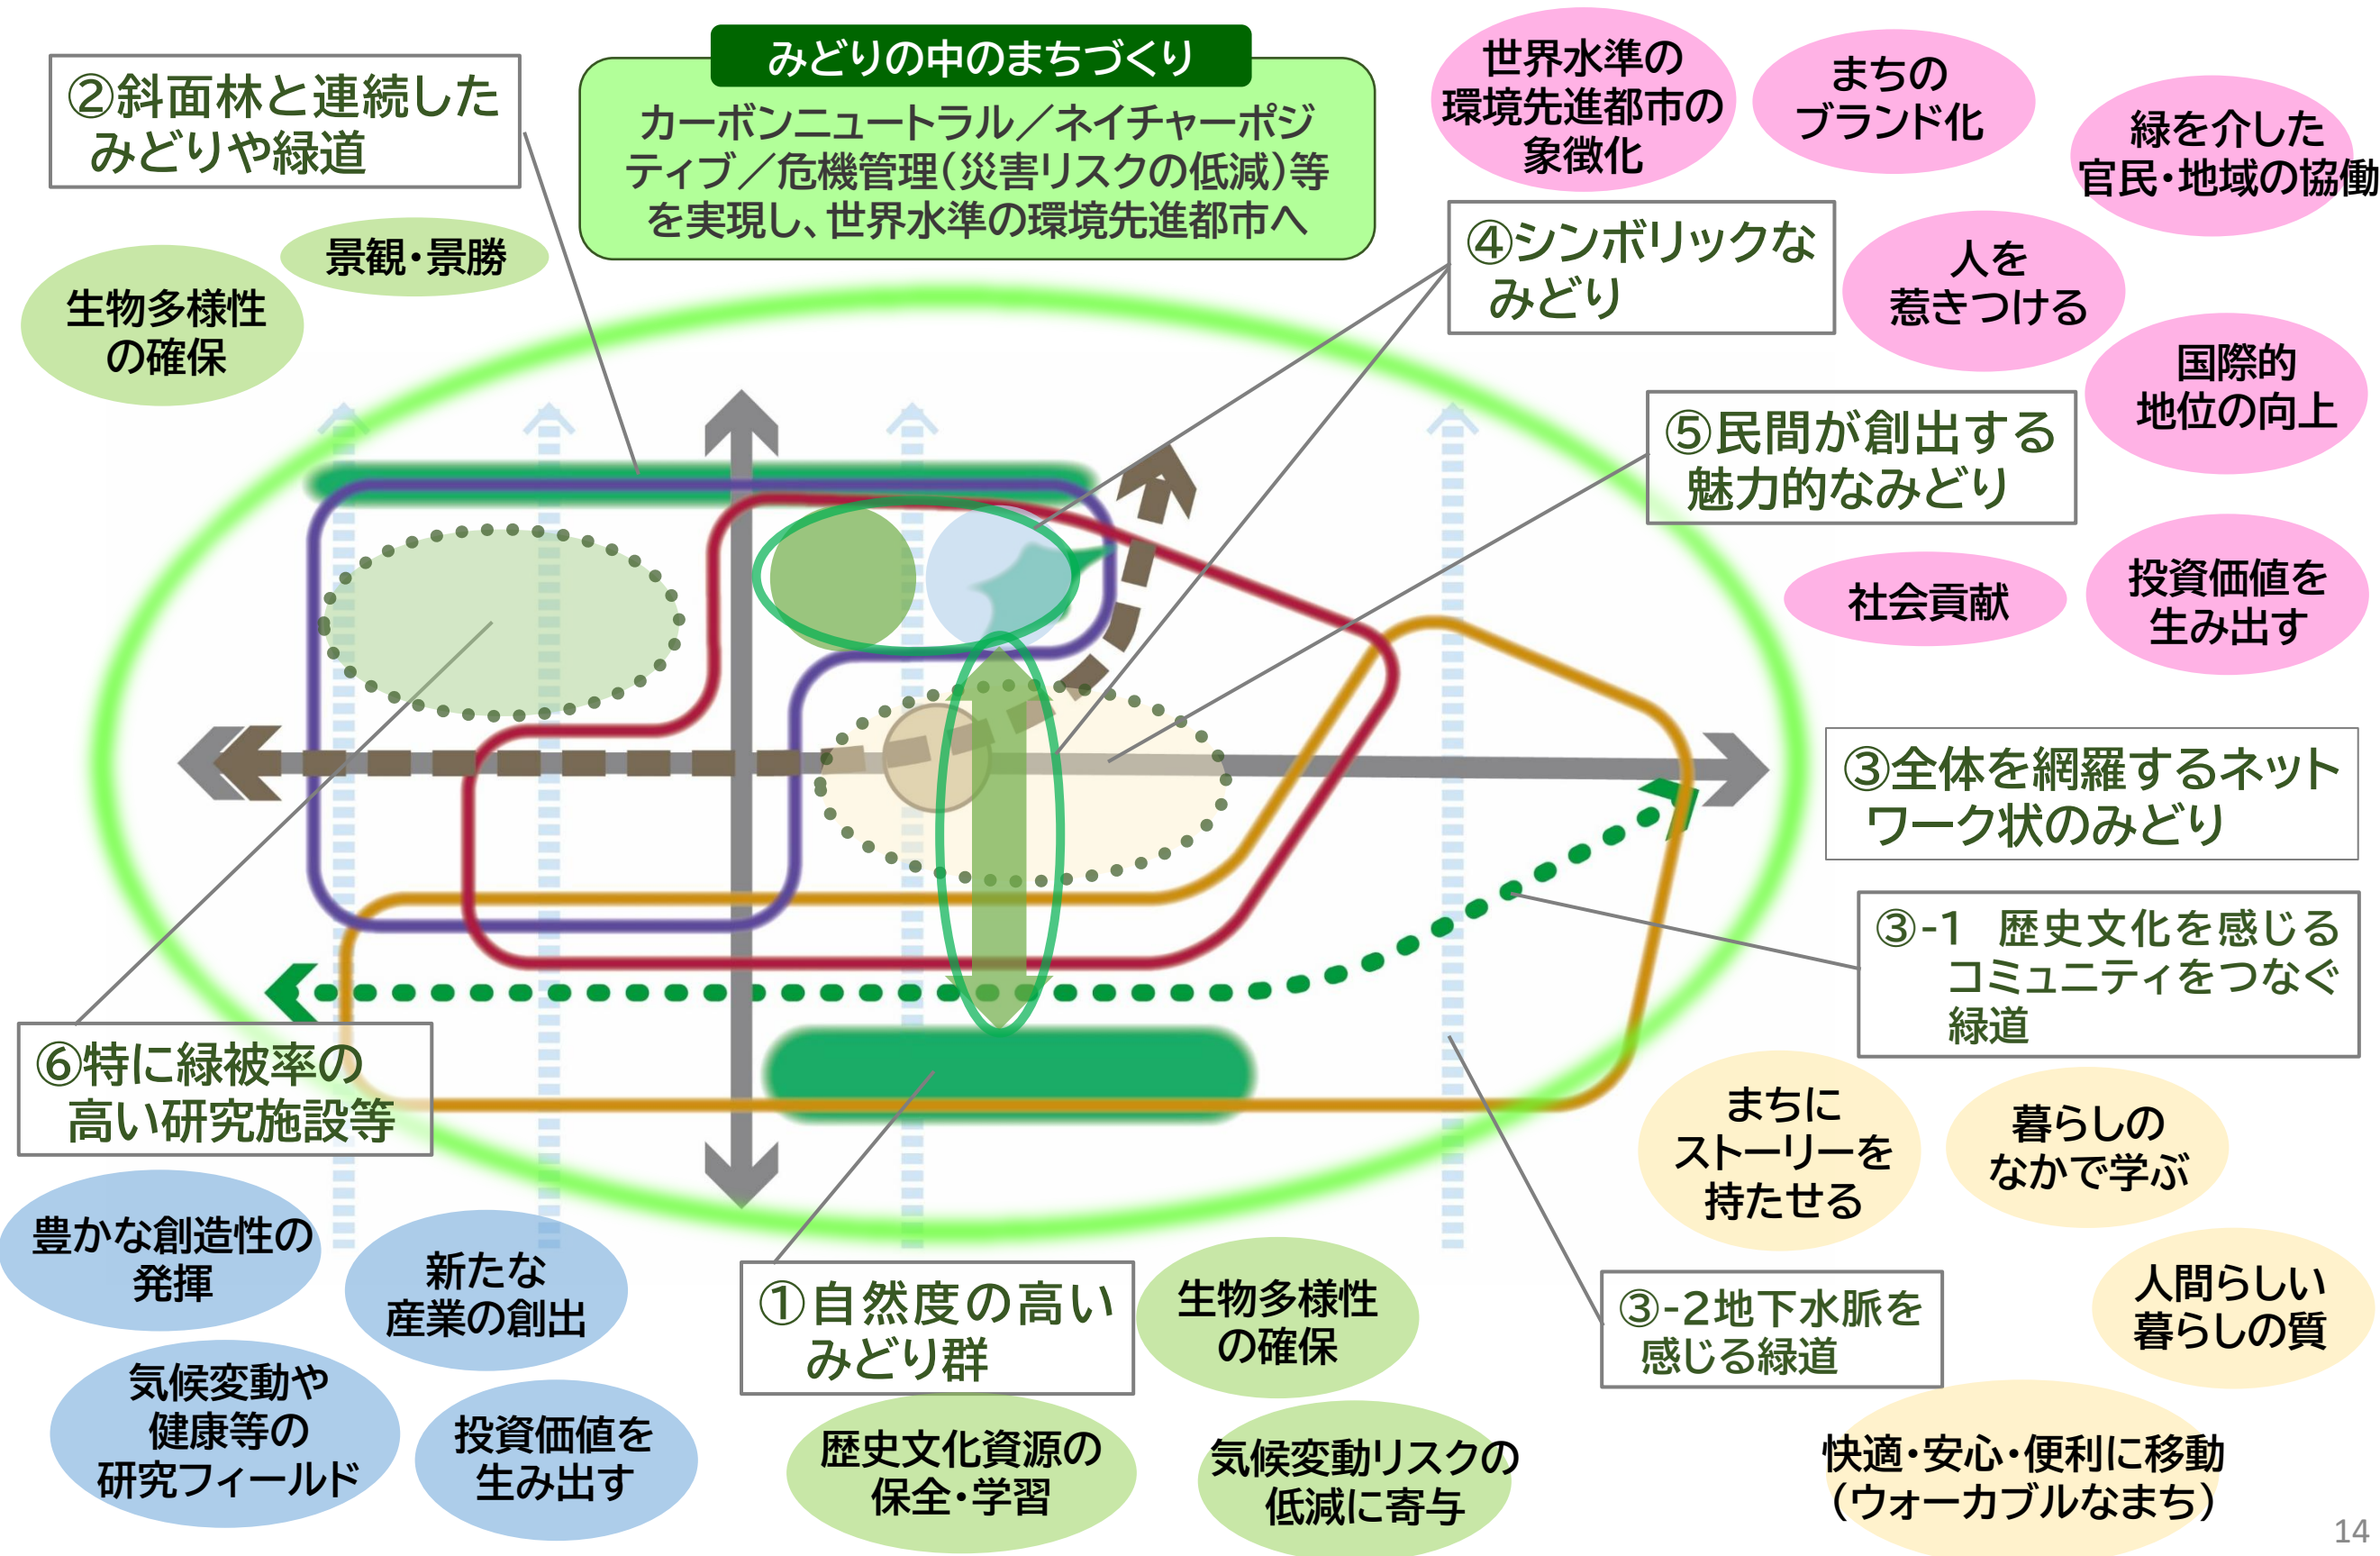 みどりの中のまちづくり
カーボンニュートラル／ネイチャーポジ
ティブ／危機管理（災害リスクの低減）等
を実現し、世界水準の環境先進都市へ
②斜面林と連続した
みどりや緑道
景観・景勝
生物多様性
の確保
世界水準の
環境先進都市の
象徴化
まちの
ブランド化
緑を介した
官民・地域の協働
④シンボリックな
みどり
人を
惹きつける
国際的
地位の向上
⑤民間が創出する
魅力的なみどり
社会貢献
投資価値を
生み出す
③全体を網羅するネット
ワーク状のみどり
③-1　歴史文化を感じる
コミュニティをつなぐ
緑道
⑥特に緑被率の
高い研究施設等
まちに
ストーリーを
持たせる
暮らしの
なかで学ぶ
豊かな創造性の
発揮
新たな
産業の創出
①自然度の高い
みどり群
生物多様性
の確保
③-2地下水脈を
感じる緑道
人間らしい
暮らしの質
気候変動や
健康等の
研究フィールド
投資価値を
生み出す
歴史文化資源の
保全・学習
気候変動リスクの
低減に寄与
快適・安心・便利に移動
（ウォーカブルなまち）
14